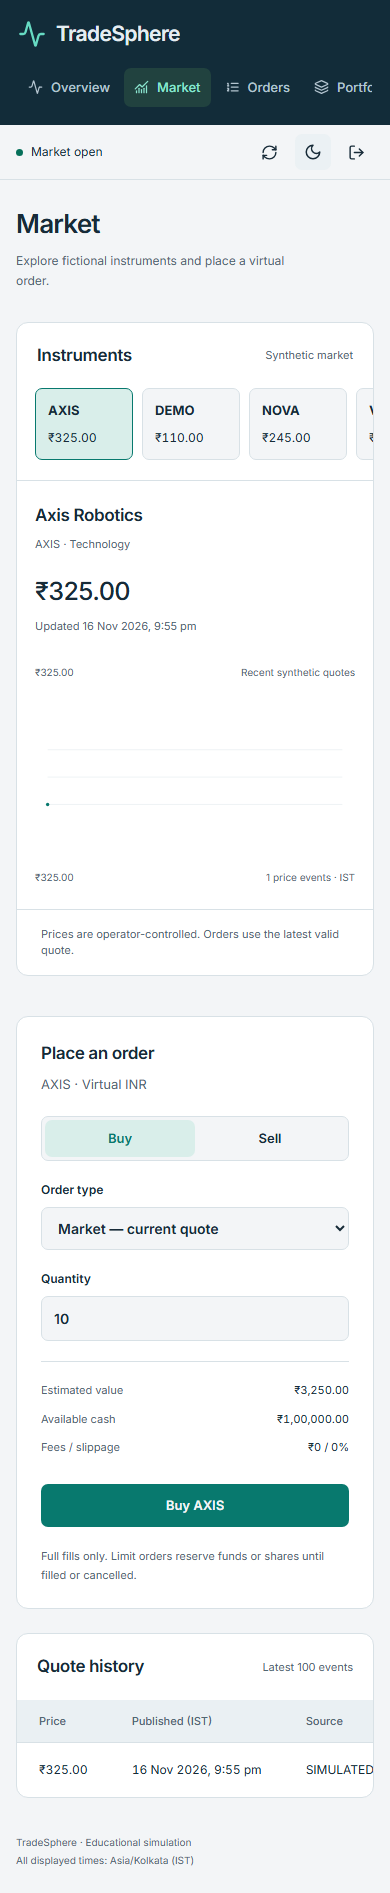 TradeSphere
Overview Market Orders Portfo
Market open
Market
Explore fictional instruments and place a virtual
order.
Instruments Synthetic market
AXIS DEMO NOVA
₹325.00 ₹110.00 ₹245.00
Axis Robotics
AXIS · Technology
₹325.00
Updated 16 Nov 2026, 9:55 pm
₹325.00 Recent synthetic quotes
₹325.00 1 price events · IST
Prices are operator-controlled. Orders use the latest valid
quote.
Place an order
AXIS · Virtual INR
Buy Sell
Order type
Market — current quote
Quantity
10
Estimated value ₹3,250.00
Available cash ₹1,00,000.00
Fees / slippage ₹0 / 0%
Buy AXIS
Full fills only. Limit orders reserve funds or shares until
filled or cancelled.
Quote history Latest 100 events
Price Published (IST) Source
₹325.00 16 Nov 2026, 9:55 pm SIMULATED
TradeSphere · Educational simulation
All displayed times: Asia/Kolkata (IST)